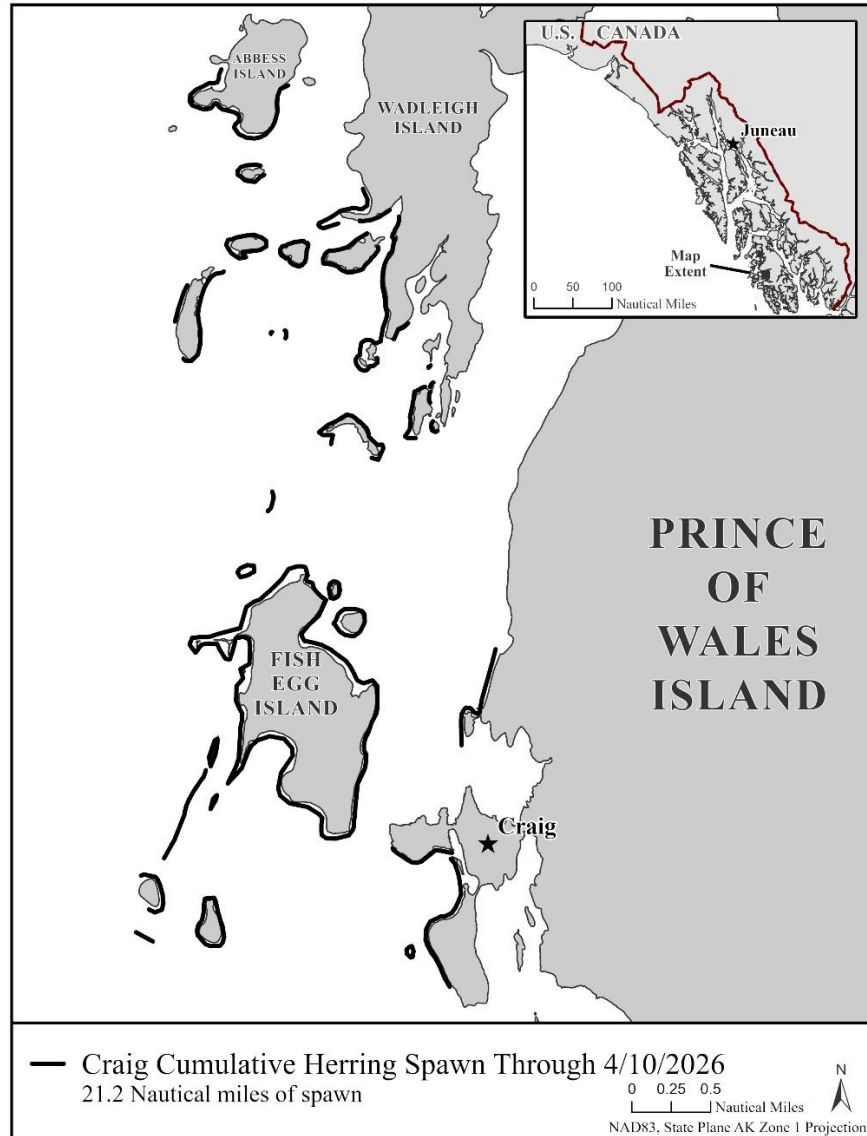 ABBESS
ISLAND
WADLEIGH
ISLAND
U.S. CANADA
Juneau
Map
Extent
0 50 100
Nautical Miles
PRINCE
OF
WALES
ISLAND
FISH
EGG
ISLAND
Craig
Craig Cumulative Herring Spawn Through 4/10/2026
21.2 Nautical miles of spawn
0 0.25 0.5
Nautical Miles
N
NAD83, State Plane AK Zone 1 Projection